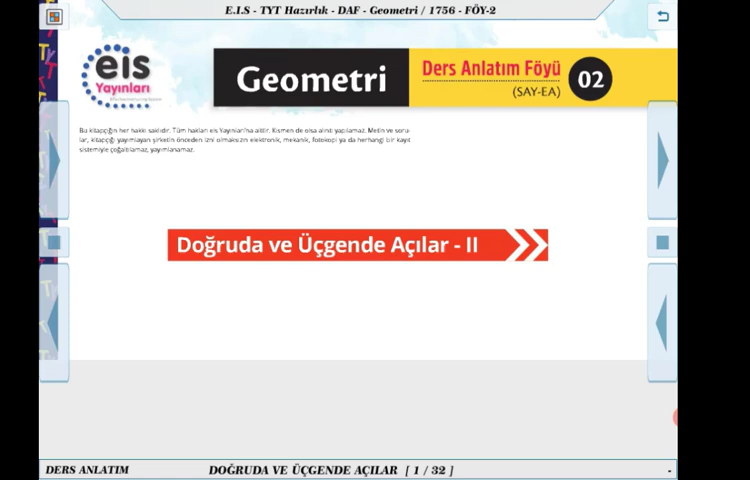 E.I.S - TYT Hazırlık - DAF - Geometri / 1756 - FÖY-2
eis
Yayınları
Geometri
Ders Anlatım Föyü
(SAY-EA)
02
Bu kitapçığın her hakkı saklıdır. Tüm hakları eis Yayınları'na aittir. Kısmen de olsa alıntı yapılamaz. Metin ve soru-
lar, kitapçığı yayımlayan şirketin önceden izni olmaksızın elektronik, mekanik, fotokopi ya da herhangi bir kayıt
sistemiyle çoğaltılamaz, yayımlanamaz.
Doğruda ve Üçgende Açılar - II
DERS ANLATIM
DOĞRUDA VE ÜÇGENDE AÇILAR [ 1 / 32 ]
-